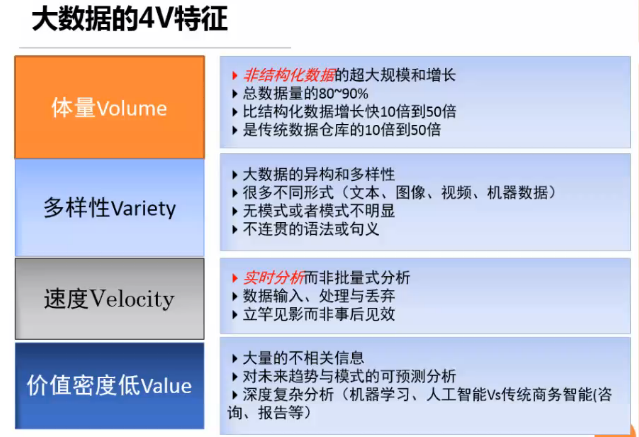 大数据的4V特征
体量Volume
非结构化数据的超大规模和增长
总数据量的80~90%
比结构化数据增长快10倍到50倍
是传统数据仓库的10倍到50倍
多样性Variety
大数据的异构和多样性
很多不同形式（文本、图像、视频、机器数据）
无模式或者模式不明显
不连贯的语法或句义
速度Velocity
实时分析而非批量式分析
数据输入、处理与丢弃
立竿见影而非事后见效
价值密度低Value
大量的不相关信息
对未来趋势与模式的可预测分析
深度复杂分析（机器学习、人工智能Vs传统商务智能(咨
询、报告等）